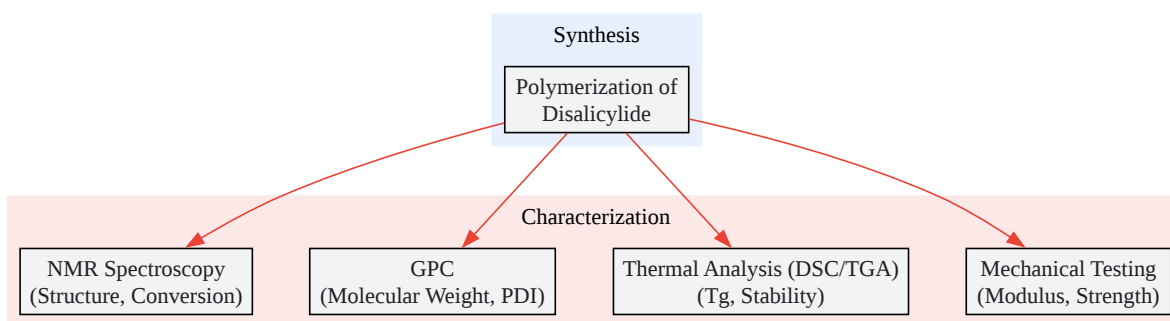 Synthesis
Polymerization of
Disalicylide
Characterization
NMR Spectroscopy
(Structure, Conversion)
GPC
(Molecular Weight, PDI)
Thermal Analysis (DSC/TGA)
(Tg, Stability)
Mechanical Testing
(Modulus, Strength)